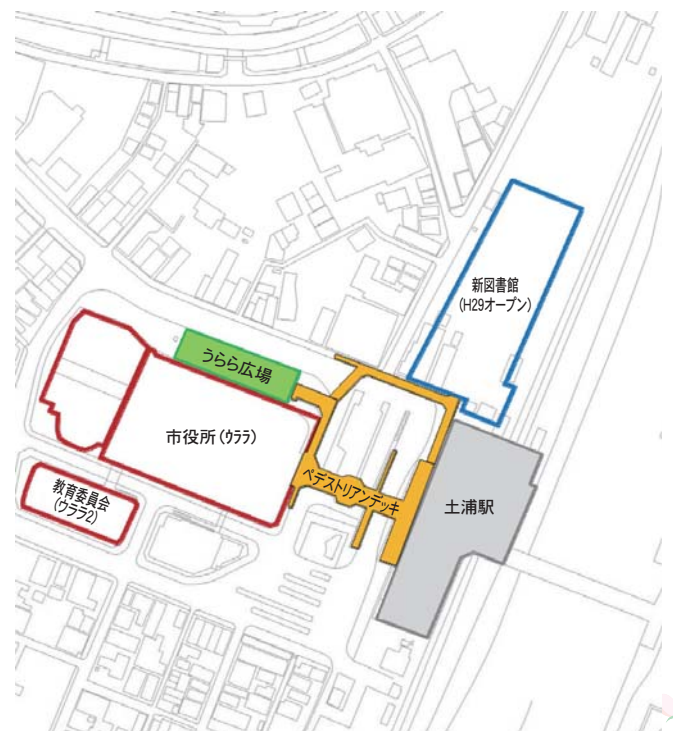 新図書館
(H29オープン)
うらら広場
市役所(ウララ)
ペデストリアンデッキ
教育委員会
(ウララ2)
土浦駅